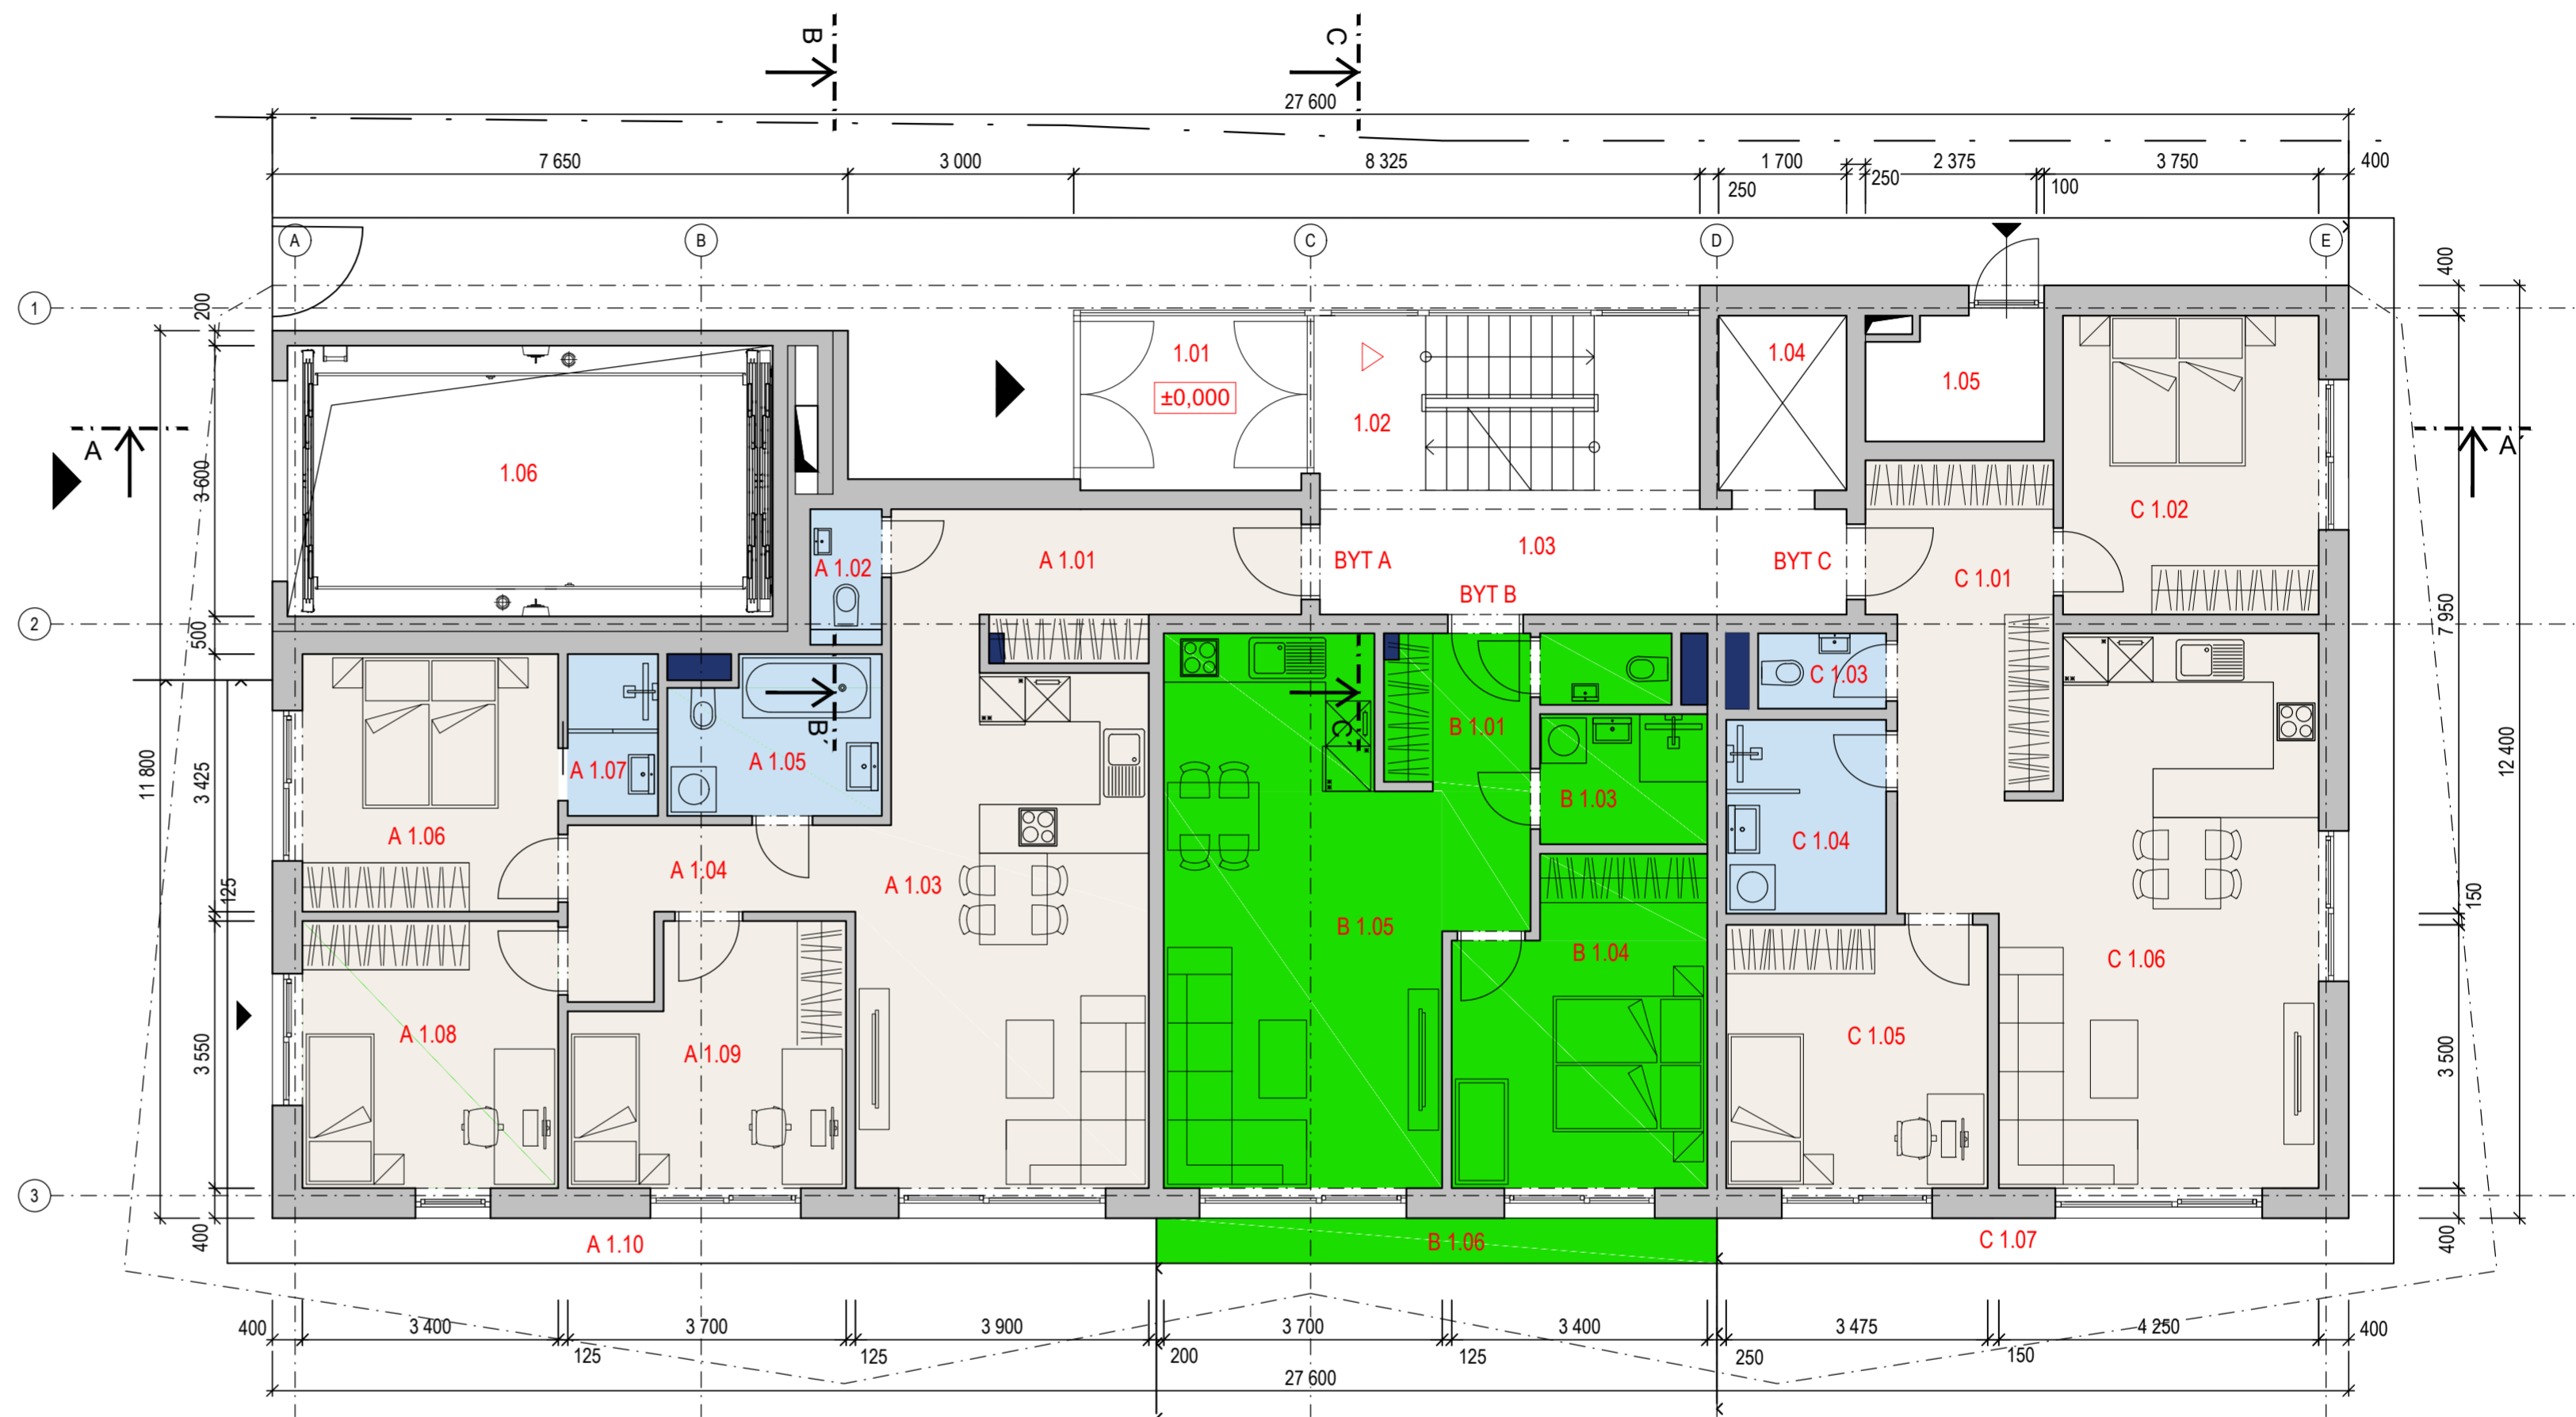 B
C
27 600
7 650
3 000
8 325
1 700
2 375
3 750
400
250
250
100
A
B
C
D
E
400
200
1
1.01
±0,000
1.02
1.04
1.05
A
A´
1.06
3 600
C 1.02
A 1.02
A 1.01
BYT A
1.03
BYT C
C 1.01
BYT B
2
500
7 950
C 1.03
B´
C´
B 1.01
A 1.07
A 1.05
11 800
3 425
12 400
B 1.03
A 1.06
C 1.04
A 1.04
A 1.03
125
150
B 1.05
B 1.04
C 1.06
A 1.08
A 1.09
C 1.05
3 550
3 500
3
400
400
A 1.10
B 1.06
C 1.07
400
3 400
3 700
3 900
3 700
3 400
3 475
4 250
400
125
125
200
125
250
150
27 600